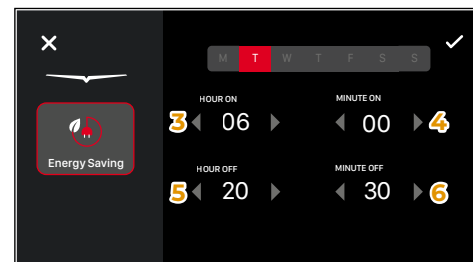 M T W T F S S
HOUR ON MINUTE ON
3 06 00 4
Energy Saving
HOUR OFF MINUTE OFF
5 20 30 6